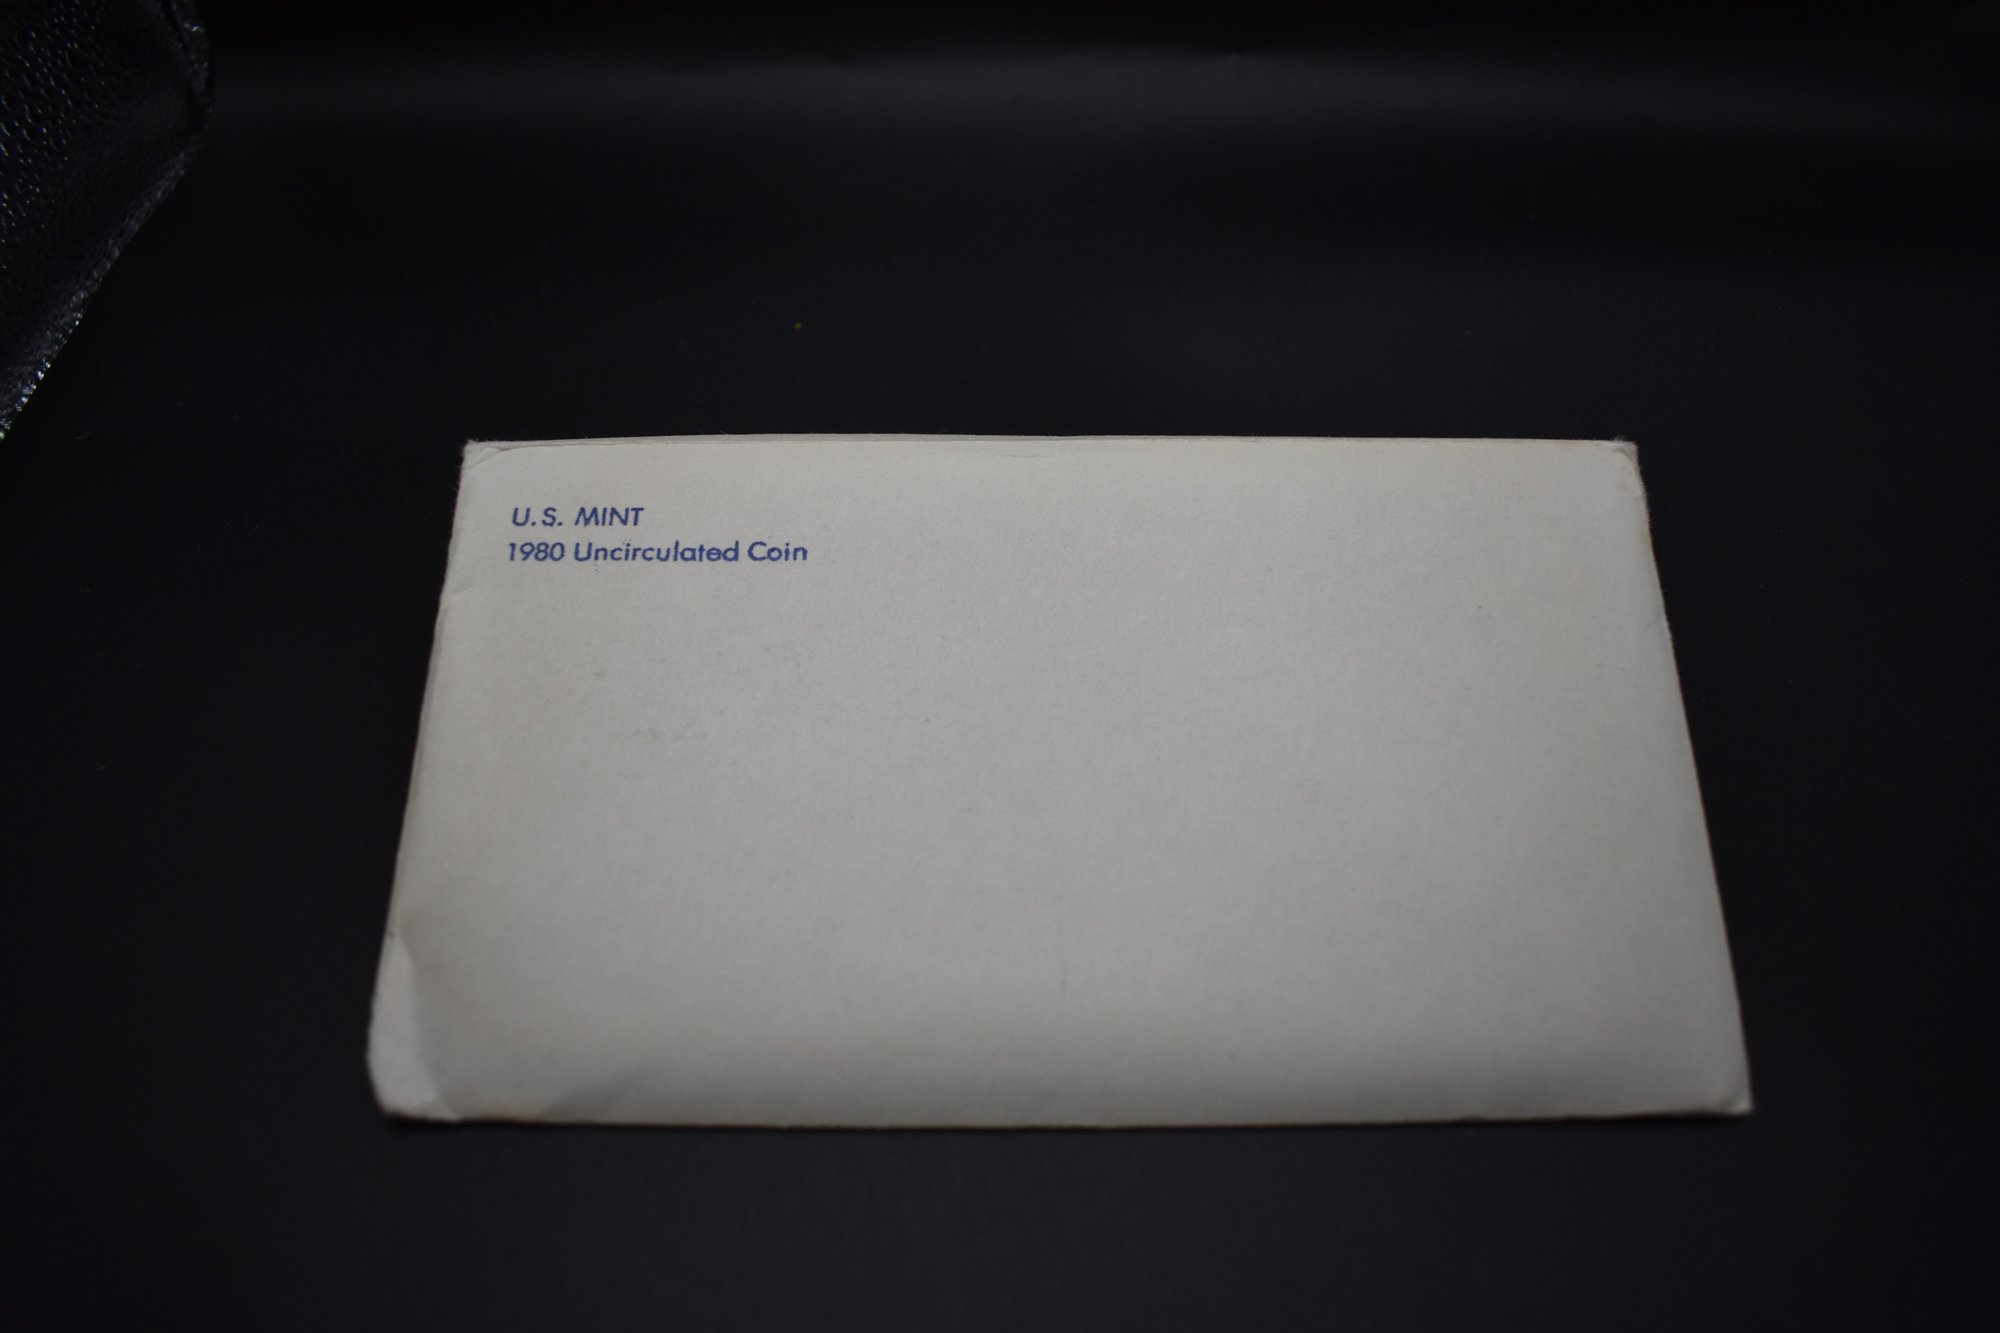 U.S. MINT
1980 Uncirculated Coin